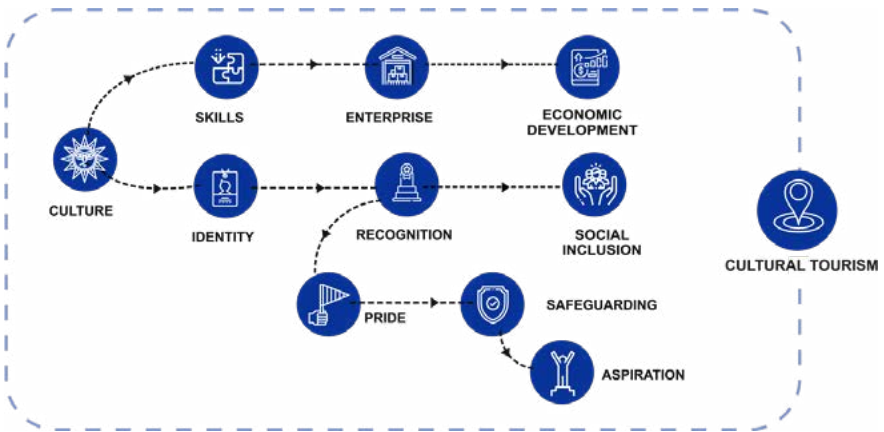 SKILLS
ENTERPRISE
ECONOMIC
DEVELOPMENT
CULTURE
IDENTITY
RECOGNITION
SOCIAL
INCLUSION
CULTURAL TOURISM
PRIDE
SAFEGUARDING
ASPIRATION